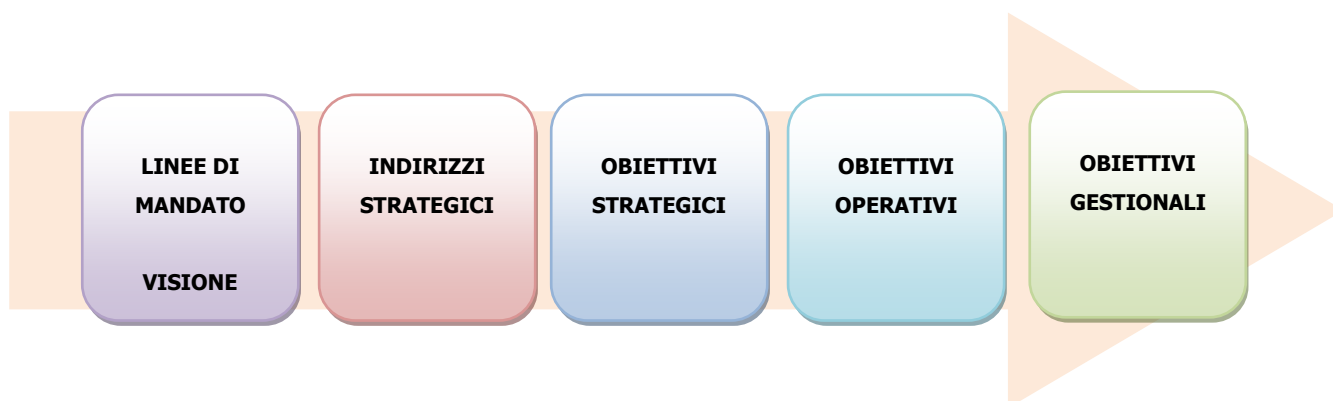 LINEE DI
MANDATO
VISIONE
INDIRIZZI
STRATEGICI
OBIETTIVI
STRATEGICI
OBIETTIVI
OPERATIVI
OBIETTIVI
GESTIONALI